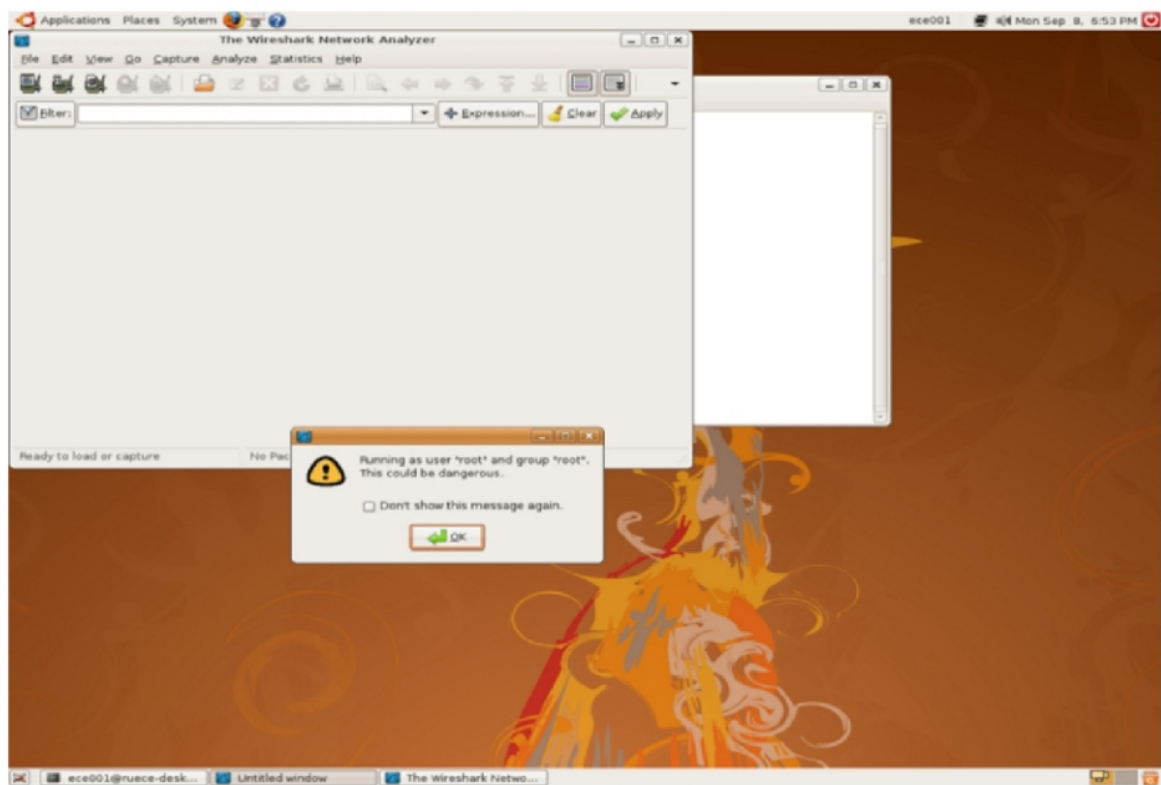 Applications Places System
ece001 Mon Sep 8, 6:53 PM
The Wireshark Network Analyzer
File Edit View Go Capture Analyze Statistics Help
Filter: Expression... Clear Apply
Ready to load or capture No Pac
Running as user "root" and group "root".
This could be dangerous.
Don't show this message again.
OK
ece001@ruece-desk... Untitled window The Wireshark Netwo...